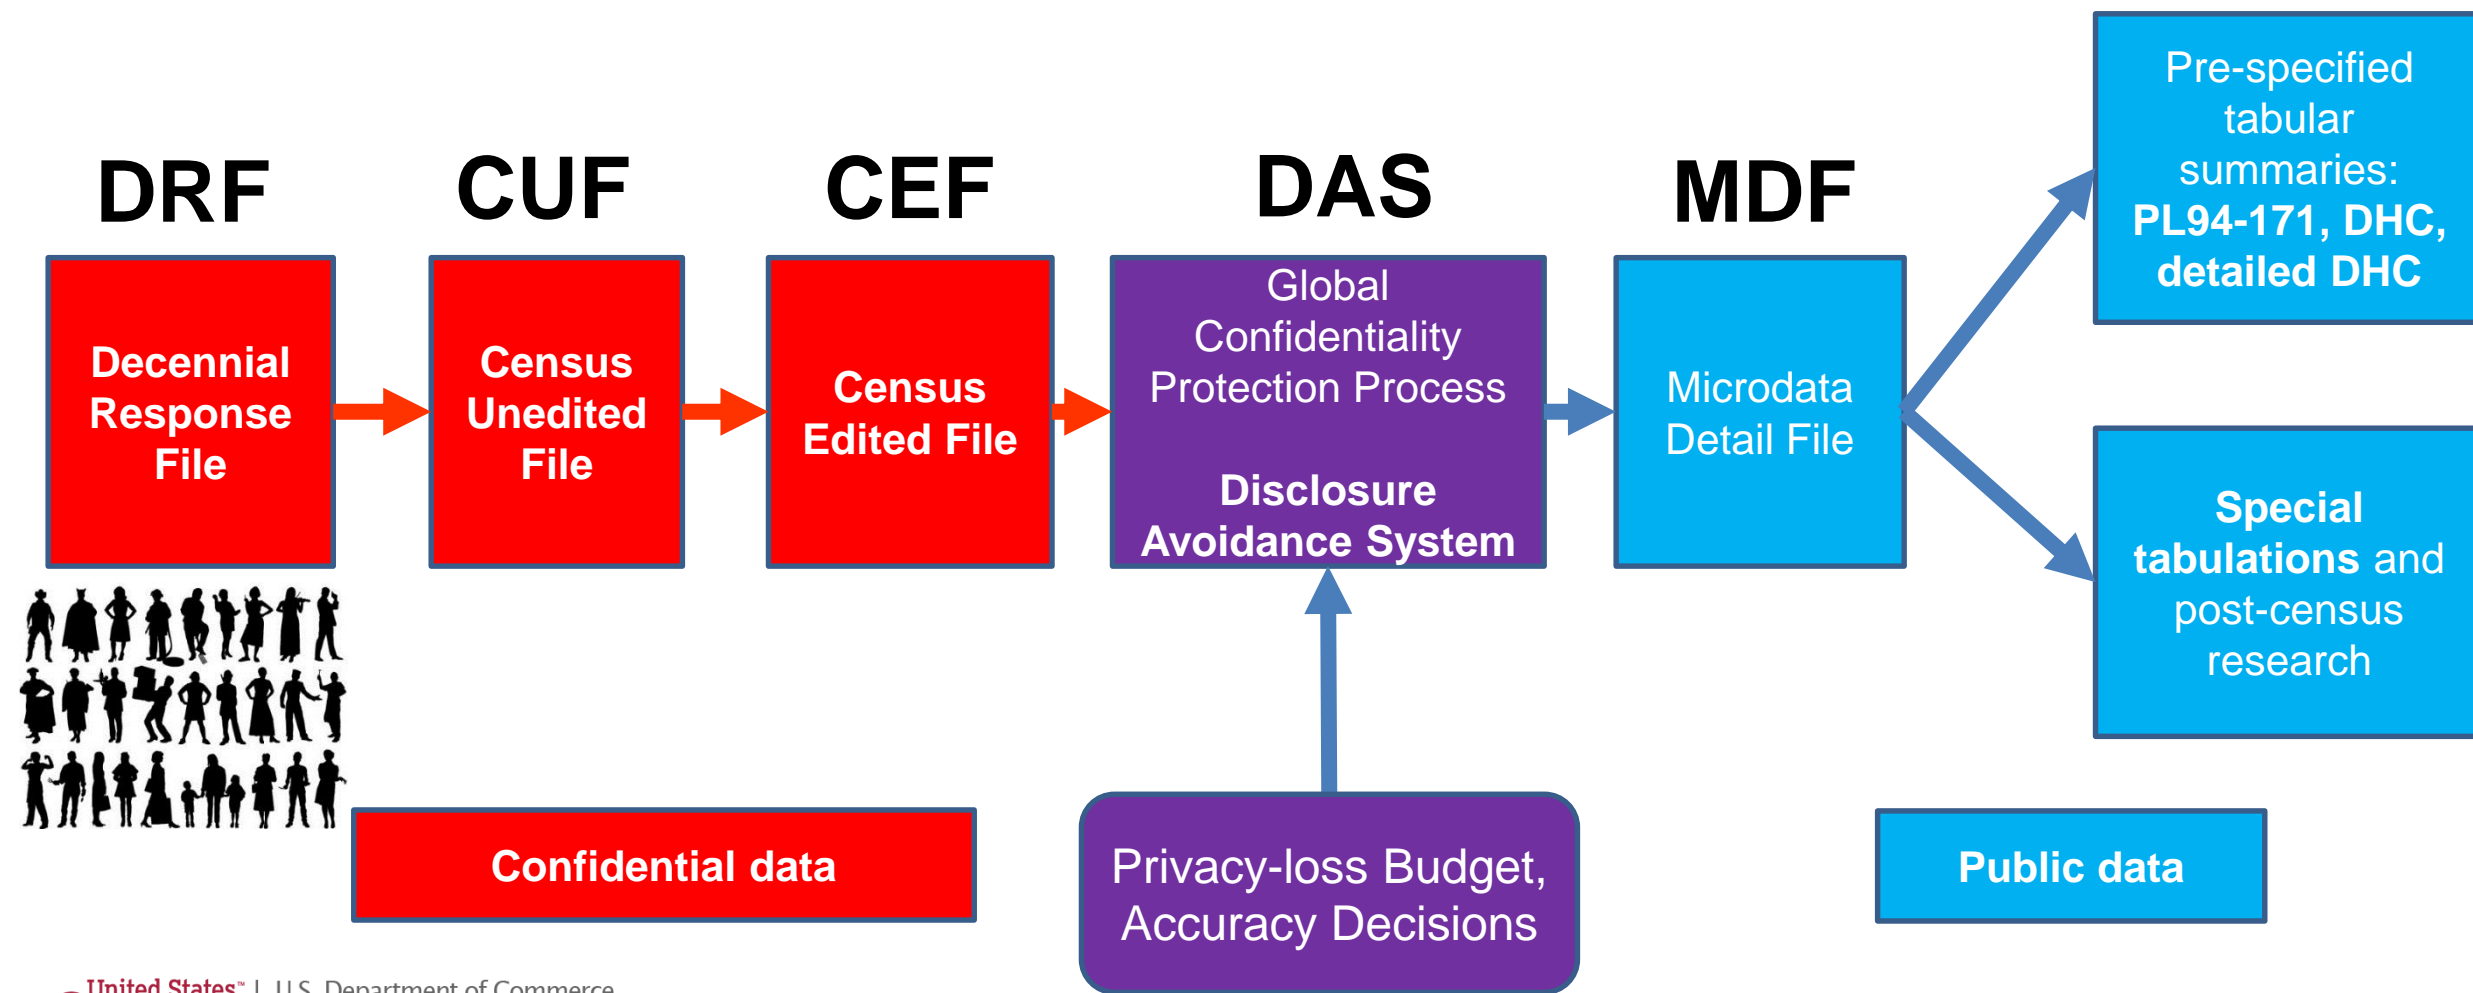 DRF
CUF
CEF
DAS
MDF
Decennial
Response
File
Census
Unedited
File
Census
Edited File
Global
Confidentiality
Protection Process
Disclosure
Avoidance System
Microdata
Detail File
Pre-specified
tabular
summaries:
PL94-171, DHC,
detailed DHC
Special
tabulations and
post-census
research
Confidential data
Privacy-loss Budget,
Accuracy Decisions
Public data
United States™ | U.S. Department of Commerce